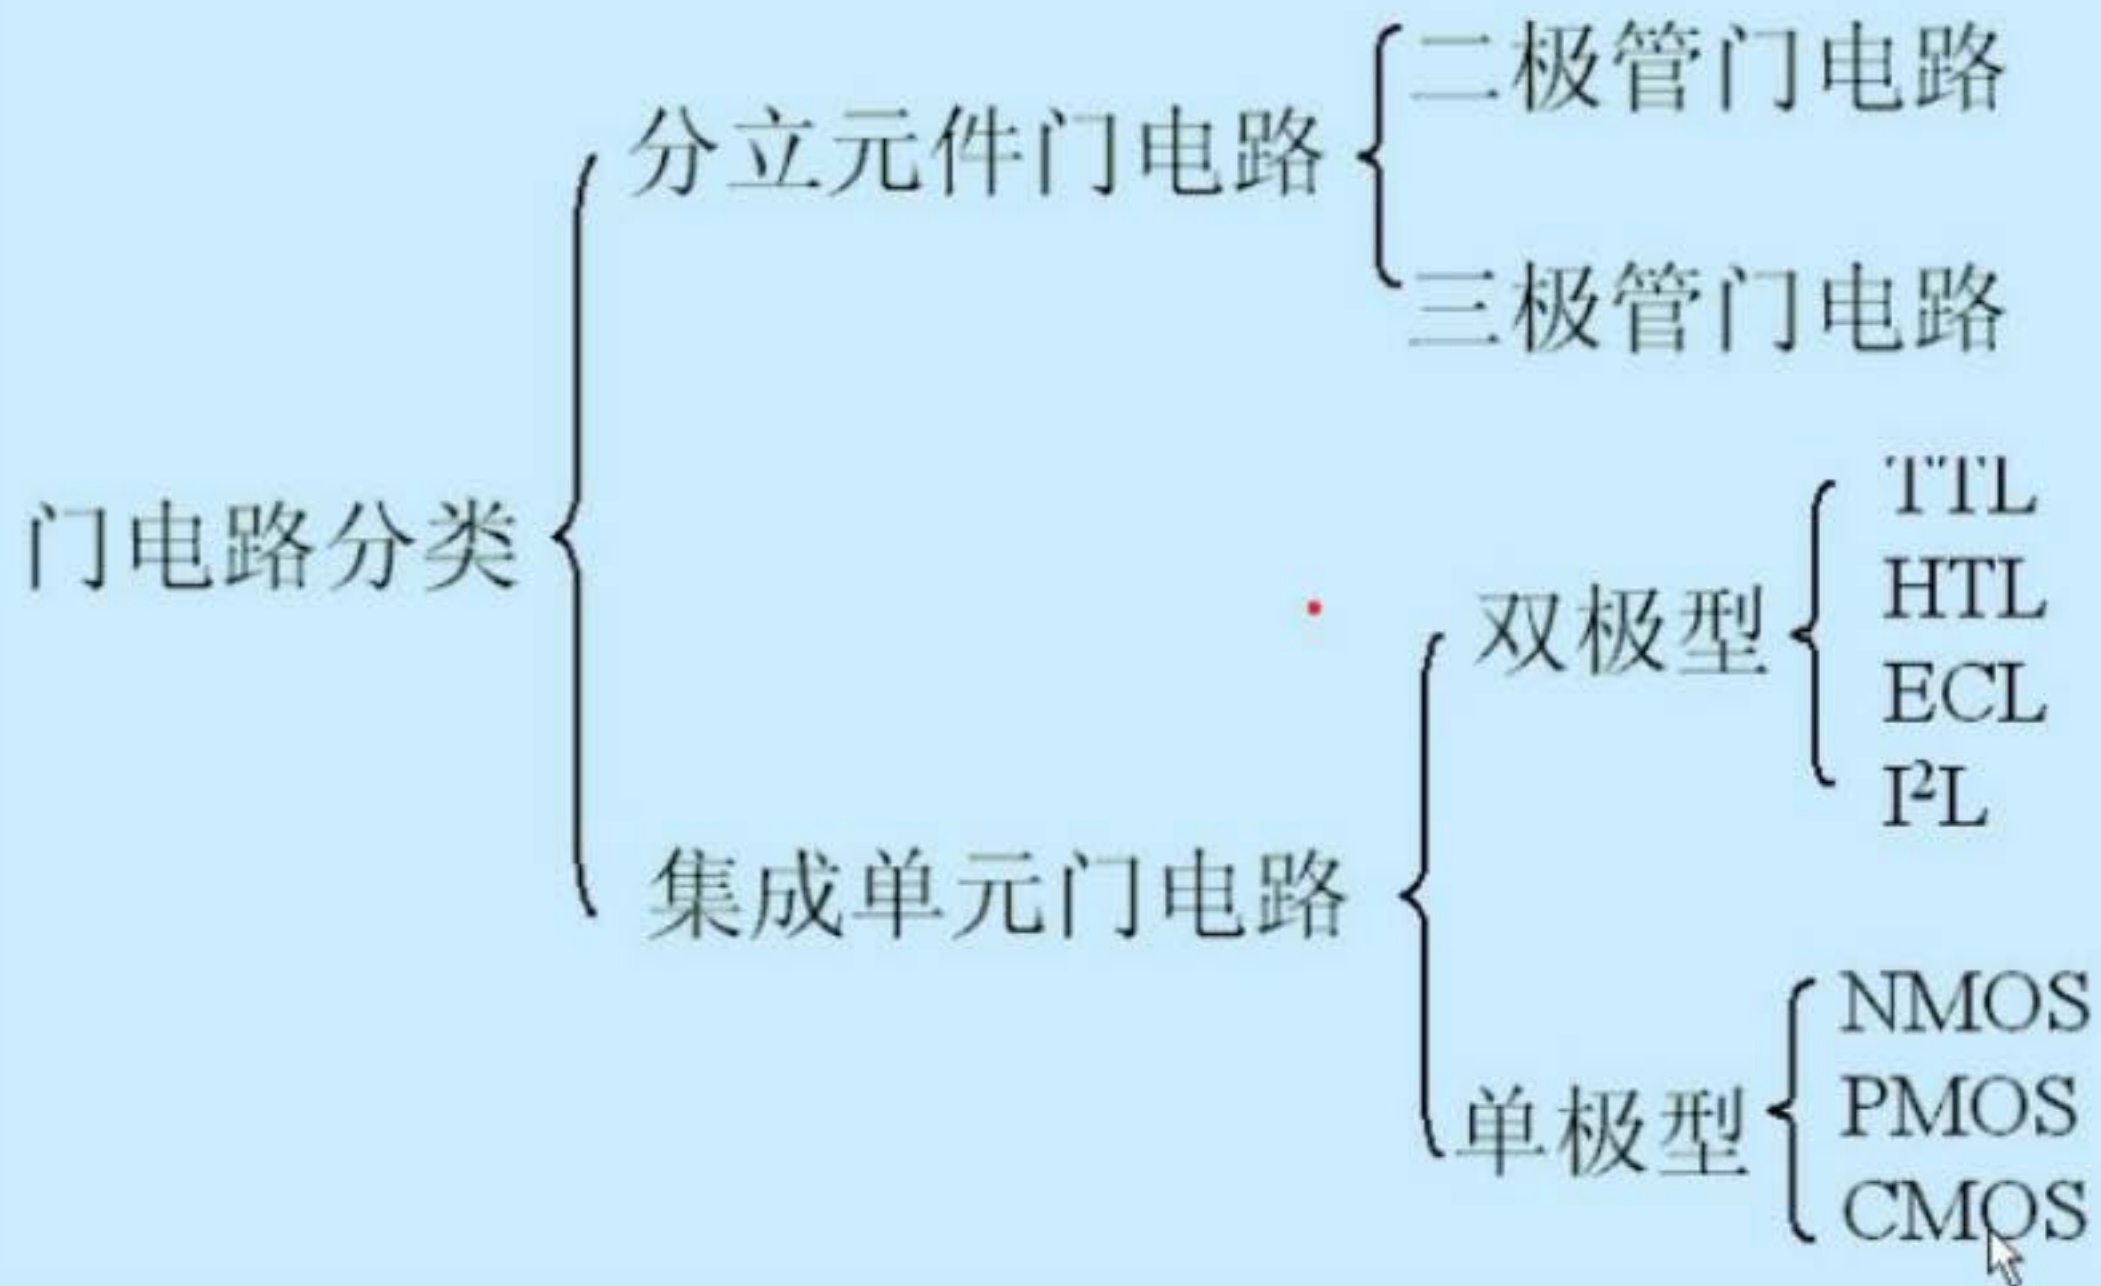 二极管门电路
分立元件门电路
三极管门电路
门电路分类
TTL
HTL
双极型
ECL
I²L
集成单元门电路
NMOS
单极型
PMOS
CMOS